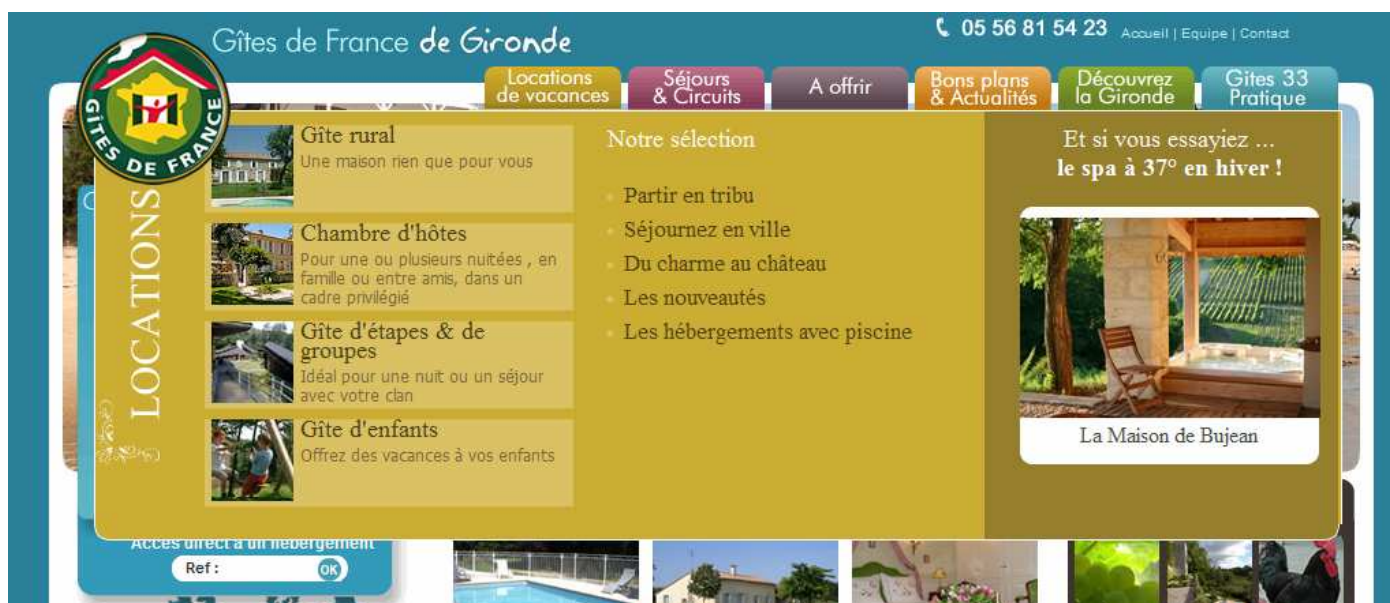 Gîtes de France de Gironde
05 56 81 54 23 Accueil | Equipe | Contact
Locations
de vacances
Séjours
& Circuits
A offrir
Bons plans
& Actualités
Découvrez
la Gironde
Gites 33
Pratique
GÎTES DE FRANCE
LOCATIONS
Gîte rural
Une maison rien que pour vous
Chambre d'hôtes
Pour une ou plusieurs nuitées , en
famille ou entre amis, dans un
cadre privilégié
Gîte d'étapes & de
groupes
Idéal pour une nuit ou un séjour
avec votre clan
Gîte d'enfants
Offrez des vacances à vos enfants
Notre sélection
Partir en tribu
Séjournez en ville
Du charme au château
Les nouveautés
Les hébergements avec piscine
Et si vous essayiez ...
le spa à 37° en hiver !
La Maison de Bujean
Accès direct à un hébergement
Ref :
OK